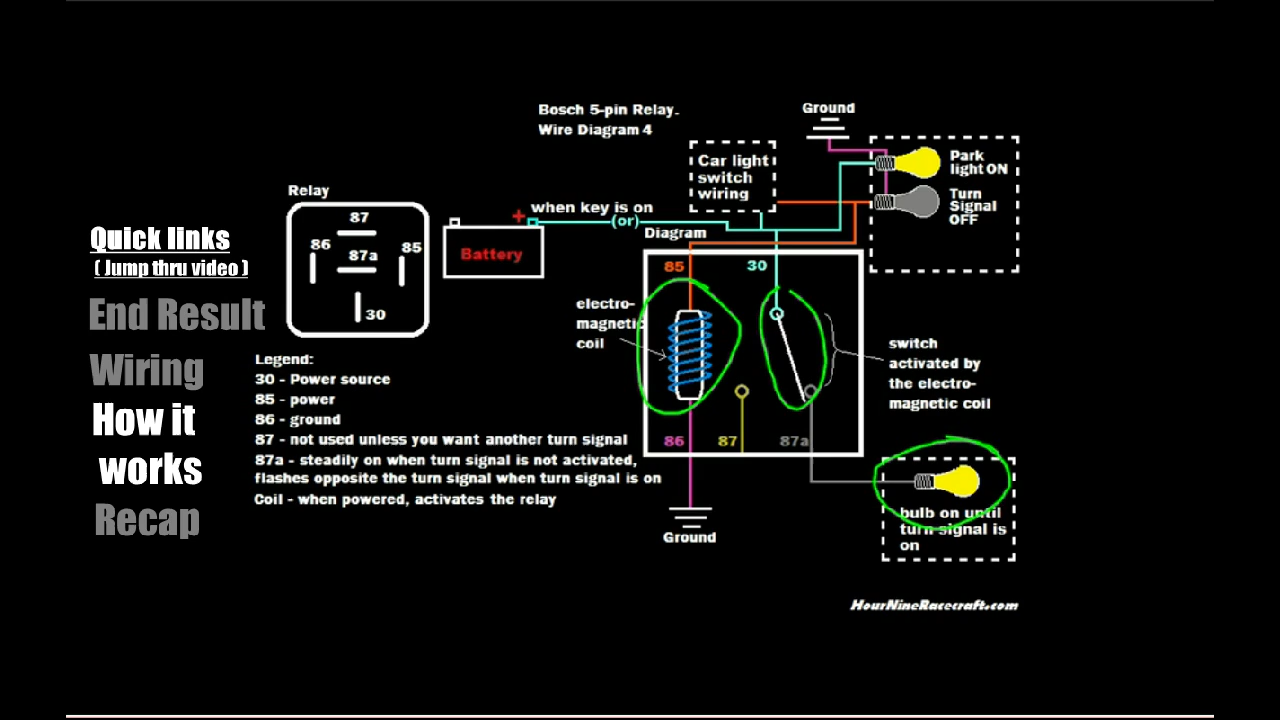 Bosch 5-pin Relay.
Wire Diagram 4
Ground
Car light
switch
wiring
Park
light ON
Turn
Signal
OFF
Relay
87
86
87a
85
30
+
when key is on
(or)
Battery
Diagram
85
30
86
87
87a
electro-
magnetic
coil
switch
activated by
the electro-
magnetic coil
Ground
bulb on until
turn signal is
on
Quick links
( Jump thru video )
End Result
Wiring
How it
works
Recap
Legend:
30 - Power source
85 - power
86 - ground
87 - not used unless you want another turn signal
87a - steadily on when turn signal is not activated,
flashes opposite the turn signal when turn signal is on
Coil - when powered, activates the relay
HourNineRacecraft.com